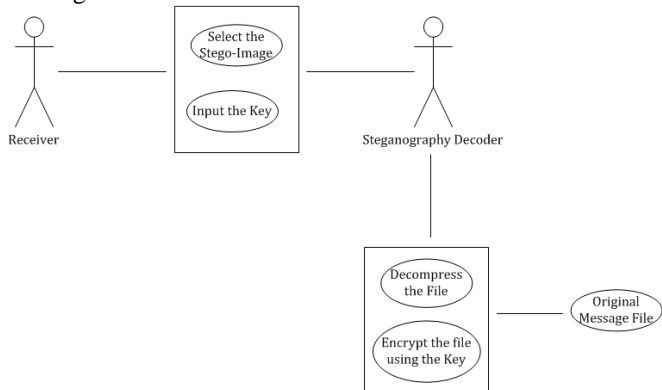 Select the
Stego-Image
Input the Key
Receiver
Steganography Decoder
Decompress
the File
Encrypt the file
using the Key
Original
Message File